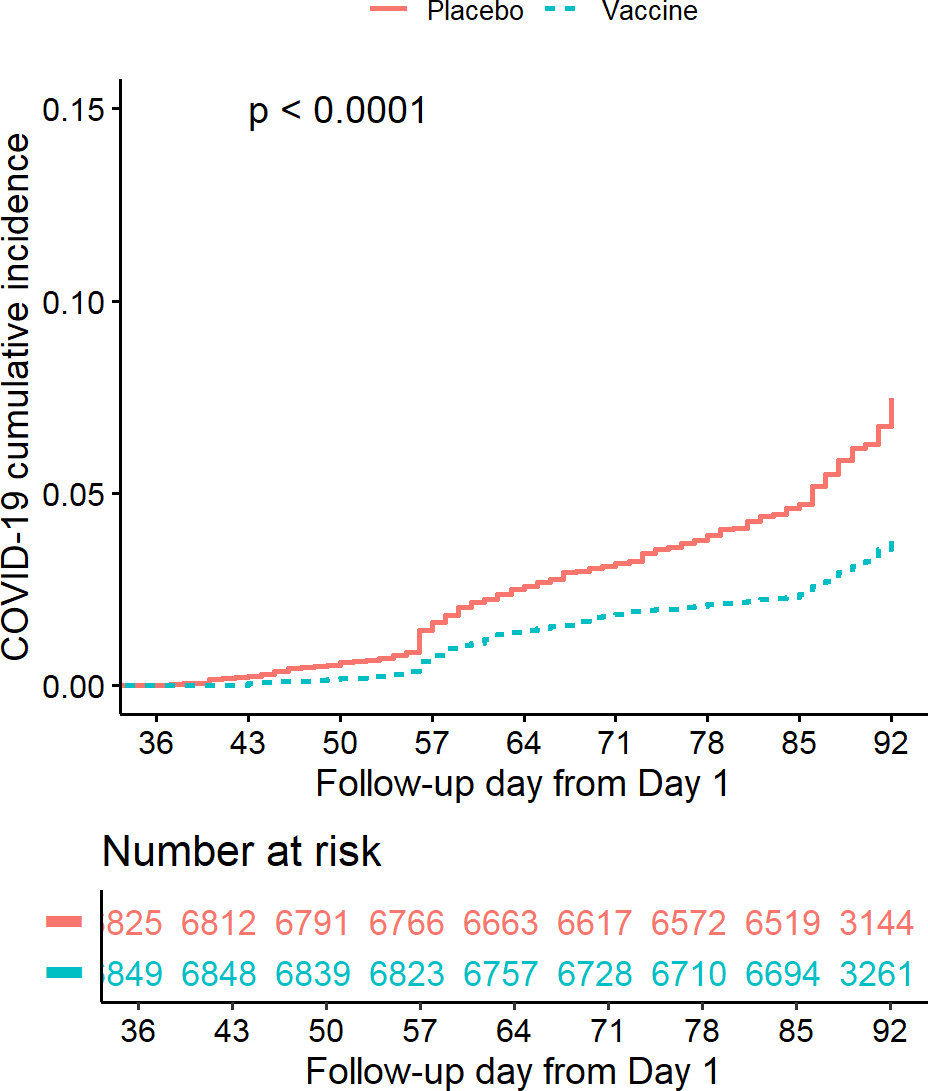 Placebo Vaccine
p < 0.0001
COVID-19 cumulative incidence
0.15
0.10
0.05
0.00
36 43 50 57 64 71 78 85 92
Follow-up day from Day 1
Number at risk
825 6812 6791 6766 6663 6617 6572 6519 3144
849 6848 6839 6823 6757 6728 6710 6694 3261
36 43 50 57 64 71 78 85 92
Follow-up day from Day 1